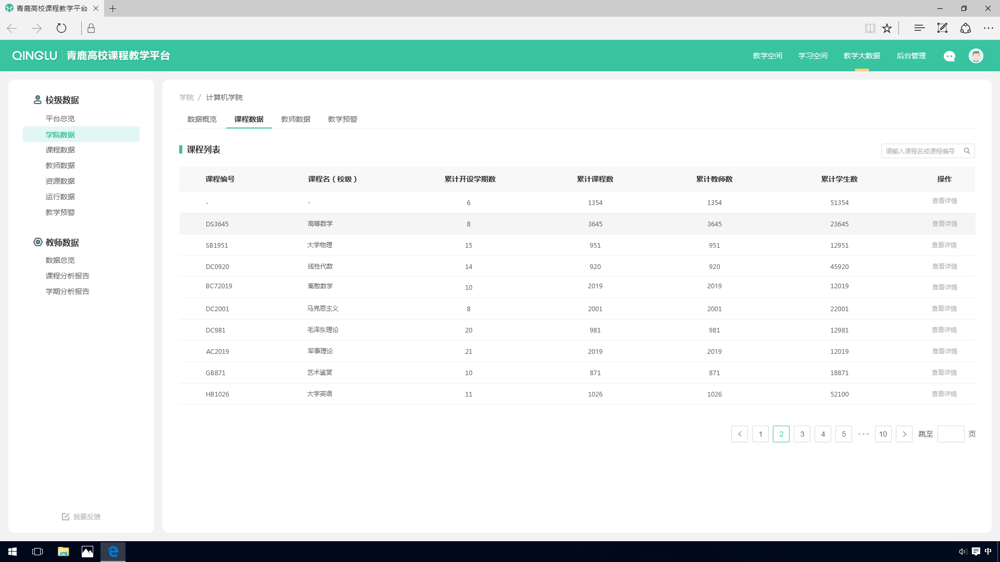 青鹿高校课程教学平台
QINGLU 青鹿高校课程教学平台
教学空间 学习空间 教学大数据 后台管理
校级数据
平台总览
学院数据
课程数据
教师数据
资源数据
运行数据
教学预警
教师数据
数据总览
课程分析报告
学期分析报告
我要反馈
学院 / 计算机学院
数据概览 课程数据 教师数据 教学预警
课程列表
请输入课程名或课程编号
课程编号 课程名（校级） 累计开设学期数 累计课程数 累计教师数 累计学生数 操作
- - 6 1354 1354 51354 查看详情
DS3645 高等数学 8 3645 3645 23645 查看详情
SB1951 大学物理 15 951 951 12951 查看详情
DC0920 线性代数 14 920 920 45920 查看详情
BC72019 离散数学 10 2019 2019 12019 查看详情
DC2001 马克思主义 8 2001 2001 22001 查看详情
DC981 毛泽东理论 20 981 981 12981 查看详情
AC2019 军事理论 21 2019 2019 12019 查看详情
GB871 艺术鉴赏 10 871 871 18871 查看详情
HB1026 大学英语 11 1026 1026 52100 查看详情
< 1 2 3 4 5 ••• 10 > 跳至 页
中